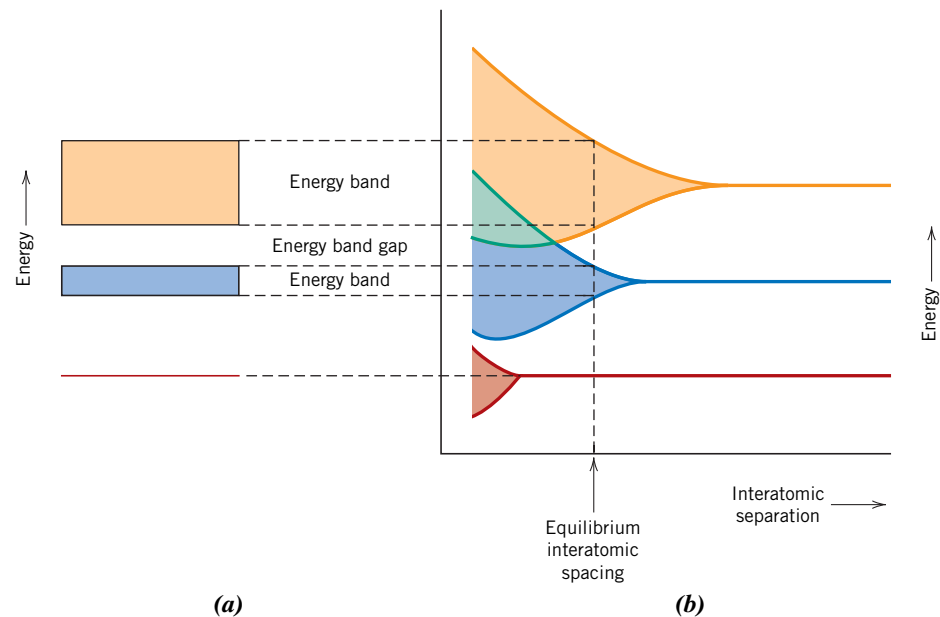 Energy
Energy band
Energy band gap
Energy band
Energy
Interatomic
separation
Equilibrium
interatomic
spacing
(a)
(b)